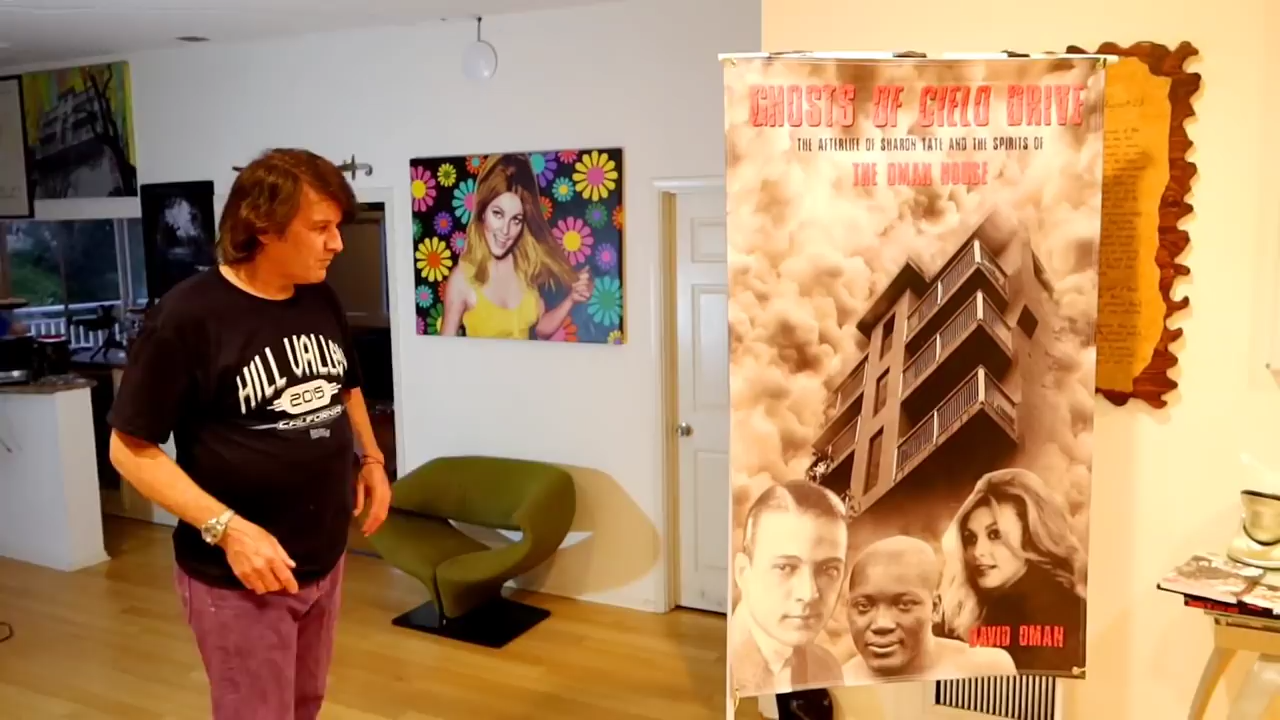 HILL VALLEY
2015
CALIFORNIA
GHOSTS OF CIELO DRIVE
THE AFTERLIFE OF SHARON TATE AND THE SPIRITS OF
THE OMAN HOUSE
DAVID OMAN